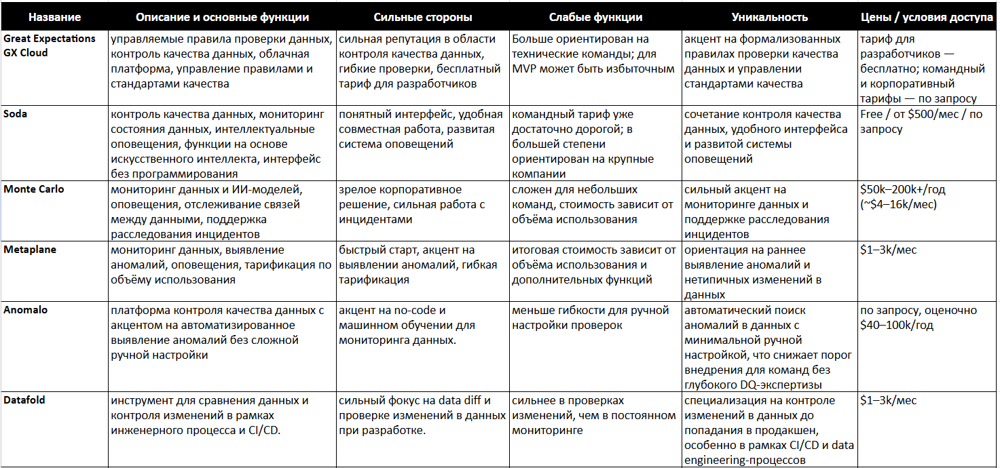 Название
Описание и основные функции
Сильные стороны
Слабые функции
Уникальность
Цены / условия доступа
Great Expectations
GX Cloud
управляемые правила проверки данных,
контроль качества данных, облачная
платформа, управление правилами и
стандартами качества
сильная репутация в области
контроля качества данных,
гибкие проверки, бесплатный
тариф для разработчиков
Больше ориентирован на
технические команды; для
MVP может быть избыточным
акцент на формализованных
правилах проверки качества
данных и управлении
стандартами качества
тариф для
разработчиков —
бесплатно; командный
и корпоративный
тарифы — по запросу
Soda
контроль качества данных, мониторинг
состояния данных, интеллектуальные
оповещения, функции на основе
искусственного интеллекта, интерфейс
без программирования
понятный интерфейс, удобная
совместная работа, развитая
система оповещений
командный тариф уже
достаточно дорогой; в
большей степени
ориентирован на крупные
компании
сочетание контроля качества
данных, удобного интерфейса
и развитой системы
оповещений
Free / от $500/мес / по
запросу
Monte Carlo
мониторинг данных и ИИ-моделей,
оповещения, отслеживание связей
между данными, поддержка
расследования инцидентов
зрелое корпоративное
решение, сильная работа с
инцидентами
сложен для небольших
команд, стоимость зависит от
объёма использования
сильный акцент на
мониторинге данных и
поддержке расследования
инцидентов
$50k–200k+/год
(~$4–16k/мес)
Metaplane
мониторинг данных, выявление
аномалий, оповещения, тарификация по
объёму использования
быстрый старт, акцент на
выявлении аномалий, гибкая
тарификация
итоговая стоимость зависит от
объёма использования и
дополнительных функций
ориентация на раннее
выявление аномалий и
нетипичных изменений в
данных
$1–3k/мес
Anomalo
платформа контроля качества данных с
акцентом на автоматизированное
выявление аномалий без сложной
ручной настройки
акцент на no-code и
машинном обучении для
мониторинга данных.
меньше гибкости для ручной
настройки проверок
автоматический поиск
аномалий в данных с
минимальной ручной
настройкой, что снижает порог
внедрения для команд без
глубокого DQ-экспертизы
по запросу, оценочно
$40–100k/год
Datafold
инструмент для сравнения данных и
контроля изменений в рамках
инженерного процесса и CI/CD.
сильный фокус на data diff и
проверке изменений в данных
при разработке.
сильнее в проверках
изменений, чем в постоянном
мониторинге
специализация на контроле
изменений в данных до
попадания в продакшен,
особенно в рамках CI/CD и data
engineering-процессов
$1–3k/мес